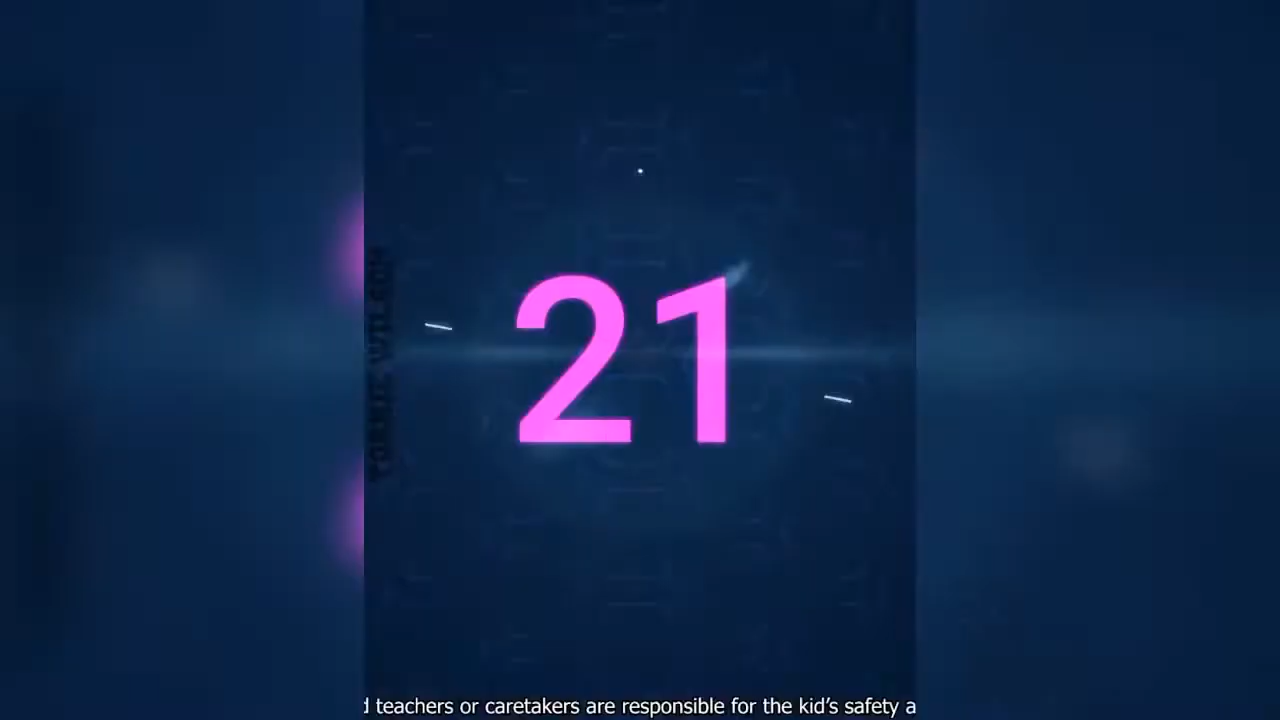 21
d teachers or caretakers are responsible for the kid’s safety a